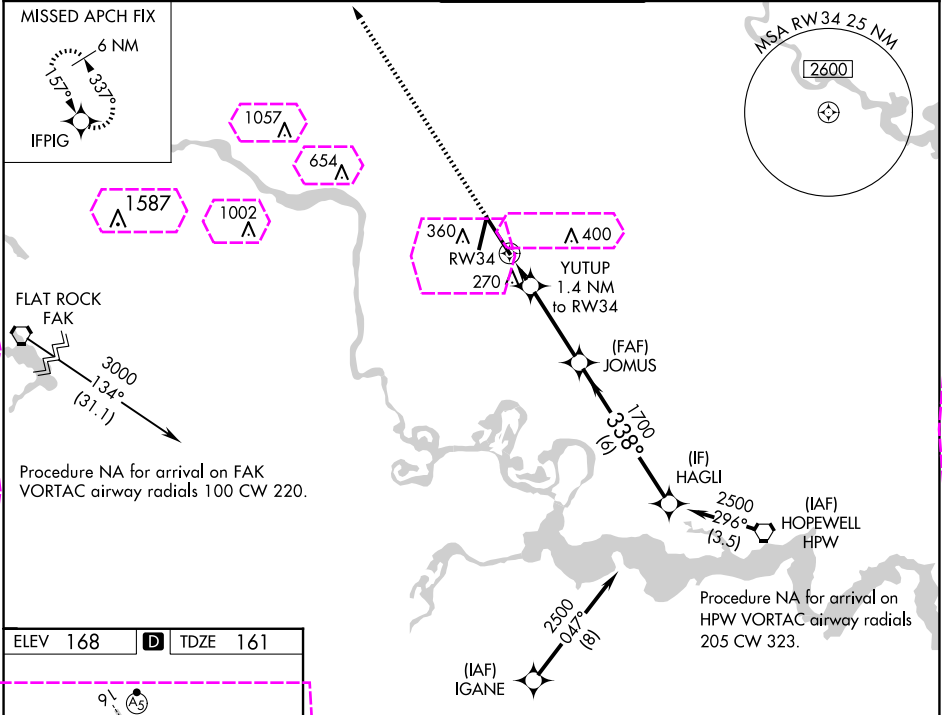 MISSED APCH FIX
6 NM
157°
337°
IFPIG
MSA RW34 25 NM
2600
1057
654
1587
1002
360
400
RW34
270
YUTUP
1.4 NM
to RW34
FLAT ROCK
FAK
3000
134°
(31.1)
(FAF)
JOMUS
1700
338°
(6)
Procedure NA for arrival on FAK
VORTAC airway radials 100 CW 220.
(IF)
HAGLI
2500
296°
(3.5)
(IAF)
HOPEWELL
HPW
Procedure NA for arrival on
HPW VORTAC airway radials
205 CW 323.
2500
047°
(8)
(IAF)
IGANE
ELEV 168 D TDZE 161
16
A5